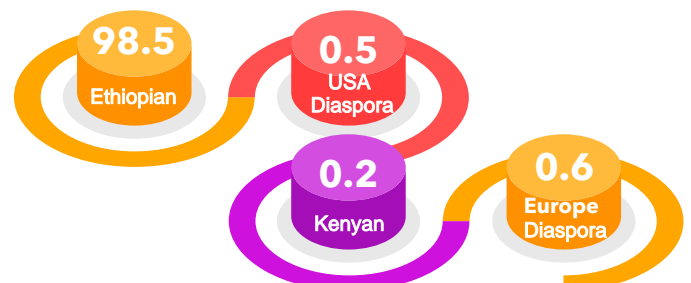 98.5
Ethiopian
0.5
USA
Diaspora
0.2
Kenyan
0.6
Europe
Diaspora